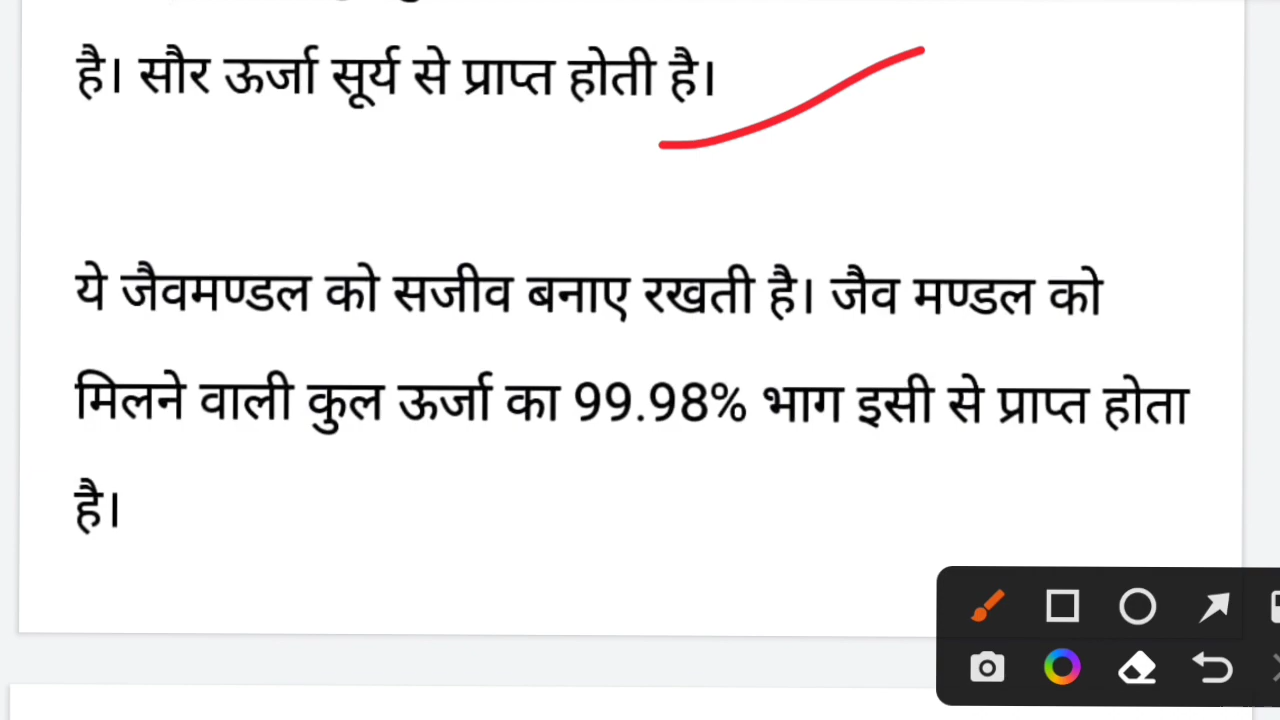 है। सौर ऊर्जा सूर्य से प्राप्त होती है।
ये जैवमण्डल को सजीव बनाए रखती है। जैव मण्डल को
मिलने वाली कुल ऊर्जा का 99.98% भाग इसी से प्राप्त होता
है।